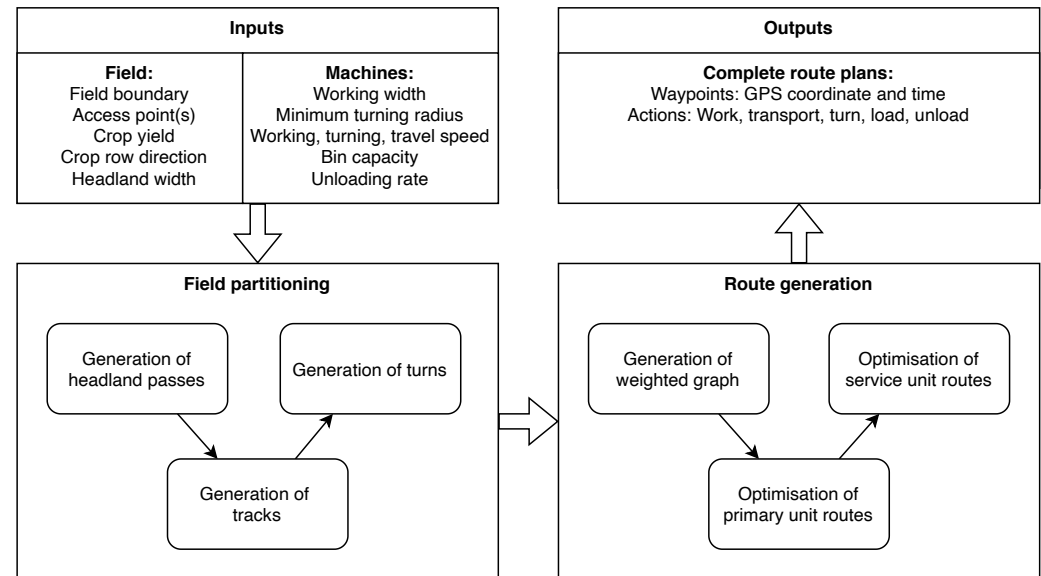 Inputs
Field:
Field boundary
Access point(s)
Crop yield
Crop row direction
Headland width
Machines:
Working width
Minimum turning radius
Working, turning, travel speed
Bin capacity
Unloading rate
Outputs
Complete route plans:
Waypoints: GPS coordinate and time
Actions: Work, transport, turn, load, unload
Field partitioning
Generation of
headland passes
Generation of turns
Generation of
tracks
Route generation
Generation of
weighted graph
Optimisation of
service unit routes
Optimisation of
primary unit routes